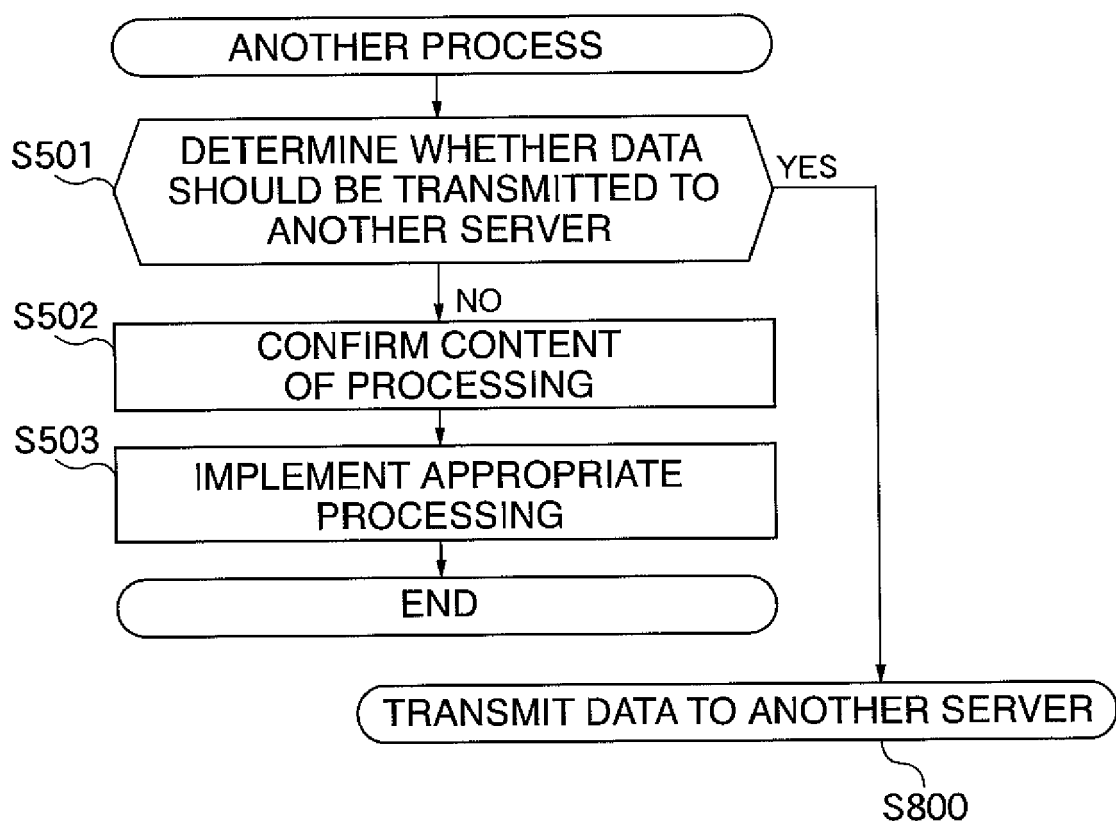 ANOTHER PROCESS
S501
DETERMINE WHETHER DATA
SHOULD BE TRANSMITTED TO
ANOTHER SERVER
YES
NO
S502
CONFIRM CONTENT
OF PROCESSING
S503
IMPLEMENT APPROPRIATE
PROCESSING
END
TRANSMIT DATA TO ANOTHER SERVER
S800